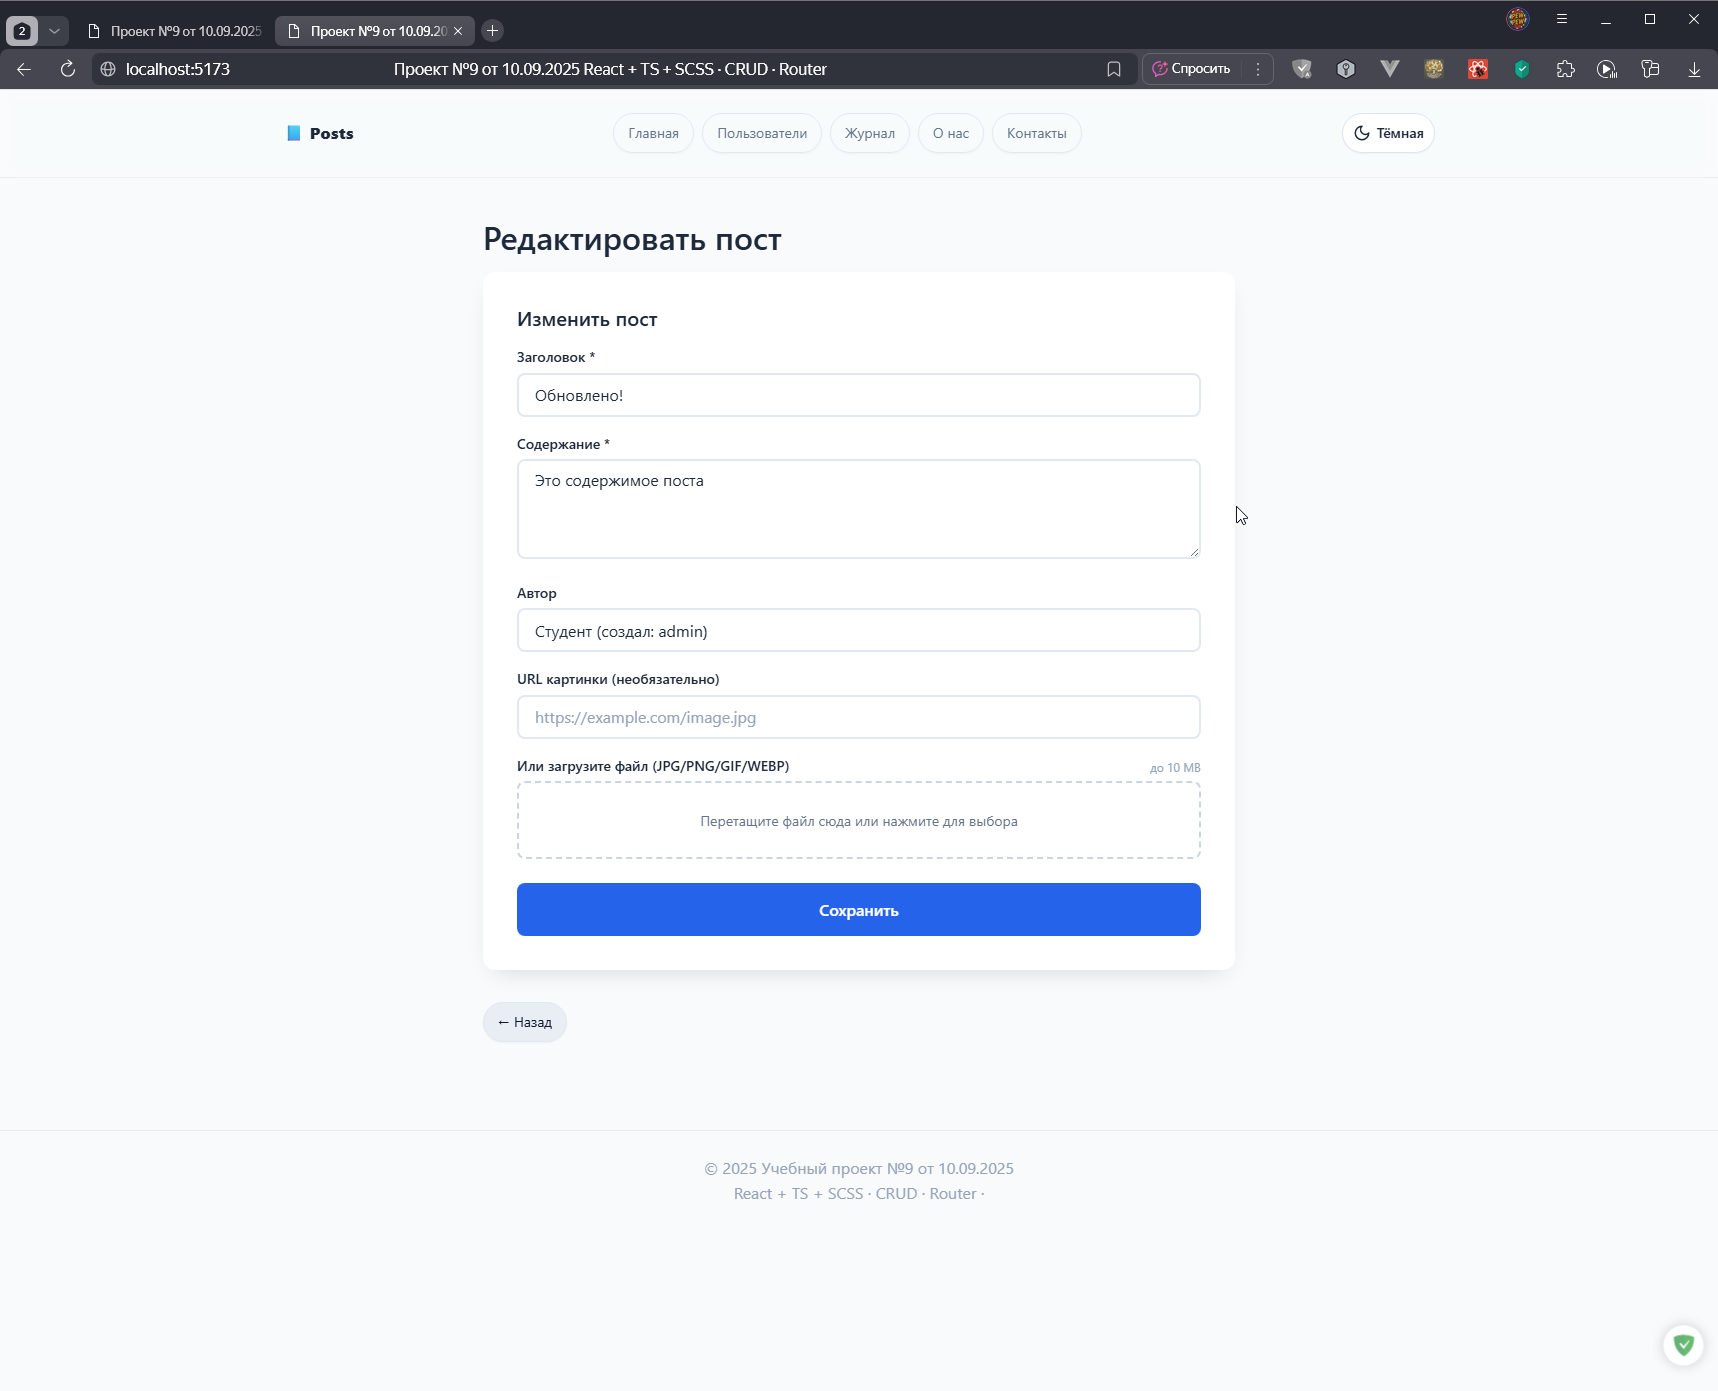 2
Проект №9 от 10.09.2025
Проект №9 от 10.09.20
localhost:5173
Проект №9 от 10.09.2025 React + TS + SCSS · CRUD · Router
Спросить
Posts
Главная
Пользователи
Журнал
О нас
Контакты
Тёмная
Редактировать пост
Изменить пост
Заголовок *
Обновлено!
Содержание *
Это содержимое поста
Автор
Студент (создал: admin)
URL картинки (необязательно)
https://example.com/image.jpg
Или загрузите файл (JPG/PNG/GIF/WEBP)
до 10 MB
Перетащите файл сюда или нажмите для выбора
Сохранить
← Назад
© 2025 Учебный проект №9 от 10.09.2025
React + TS + SCSS · CRUD · Router ·